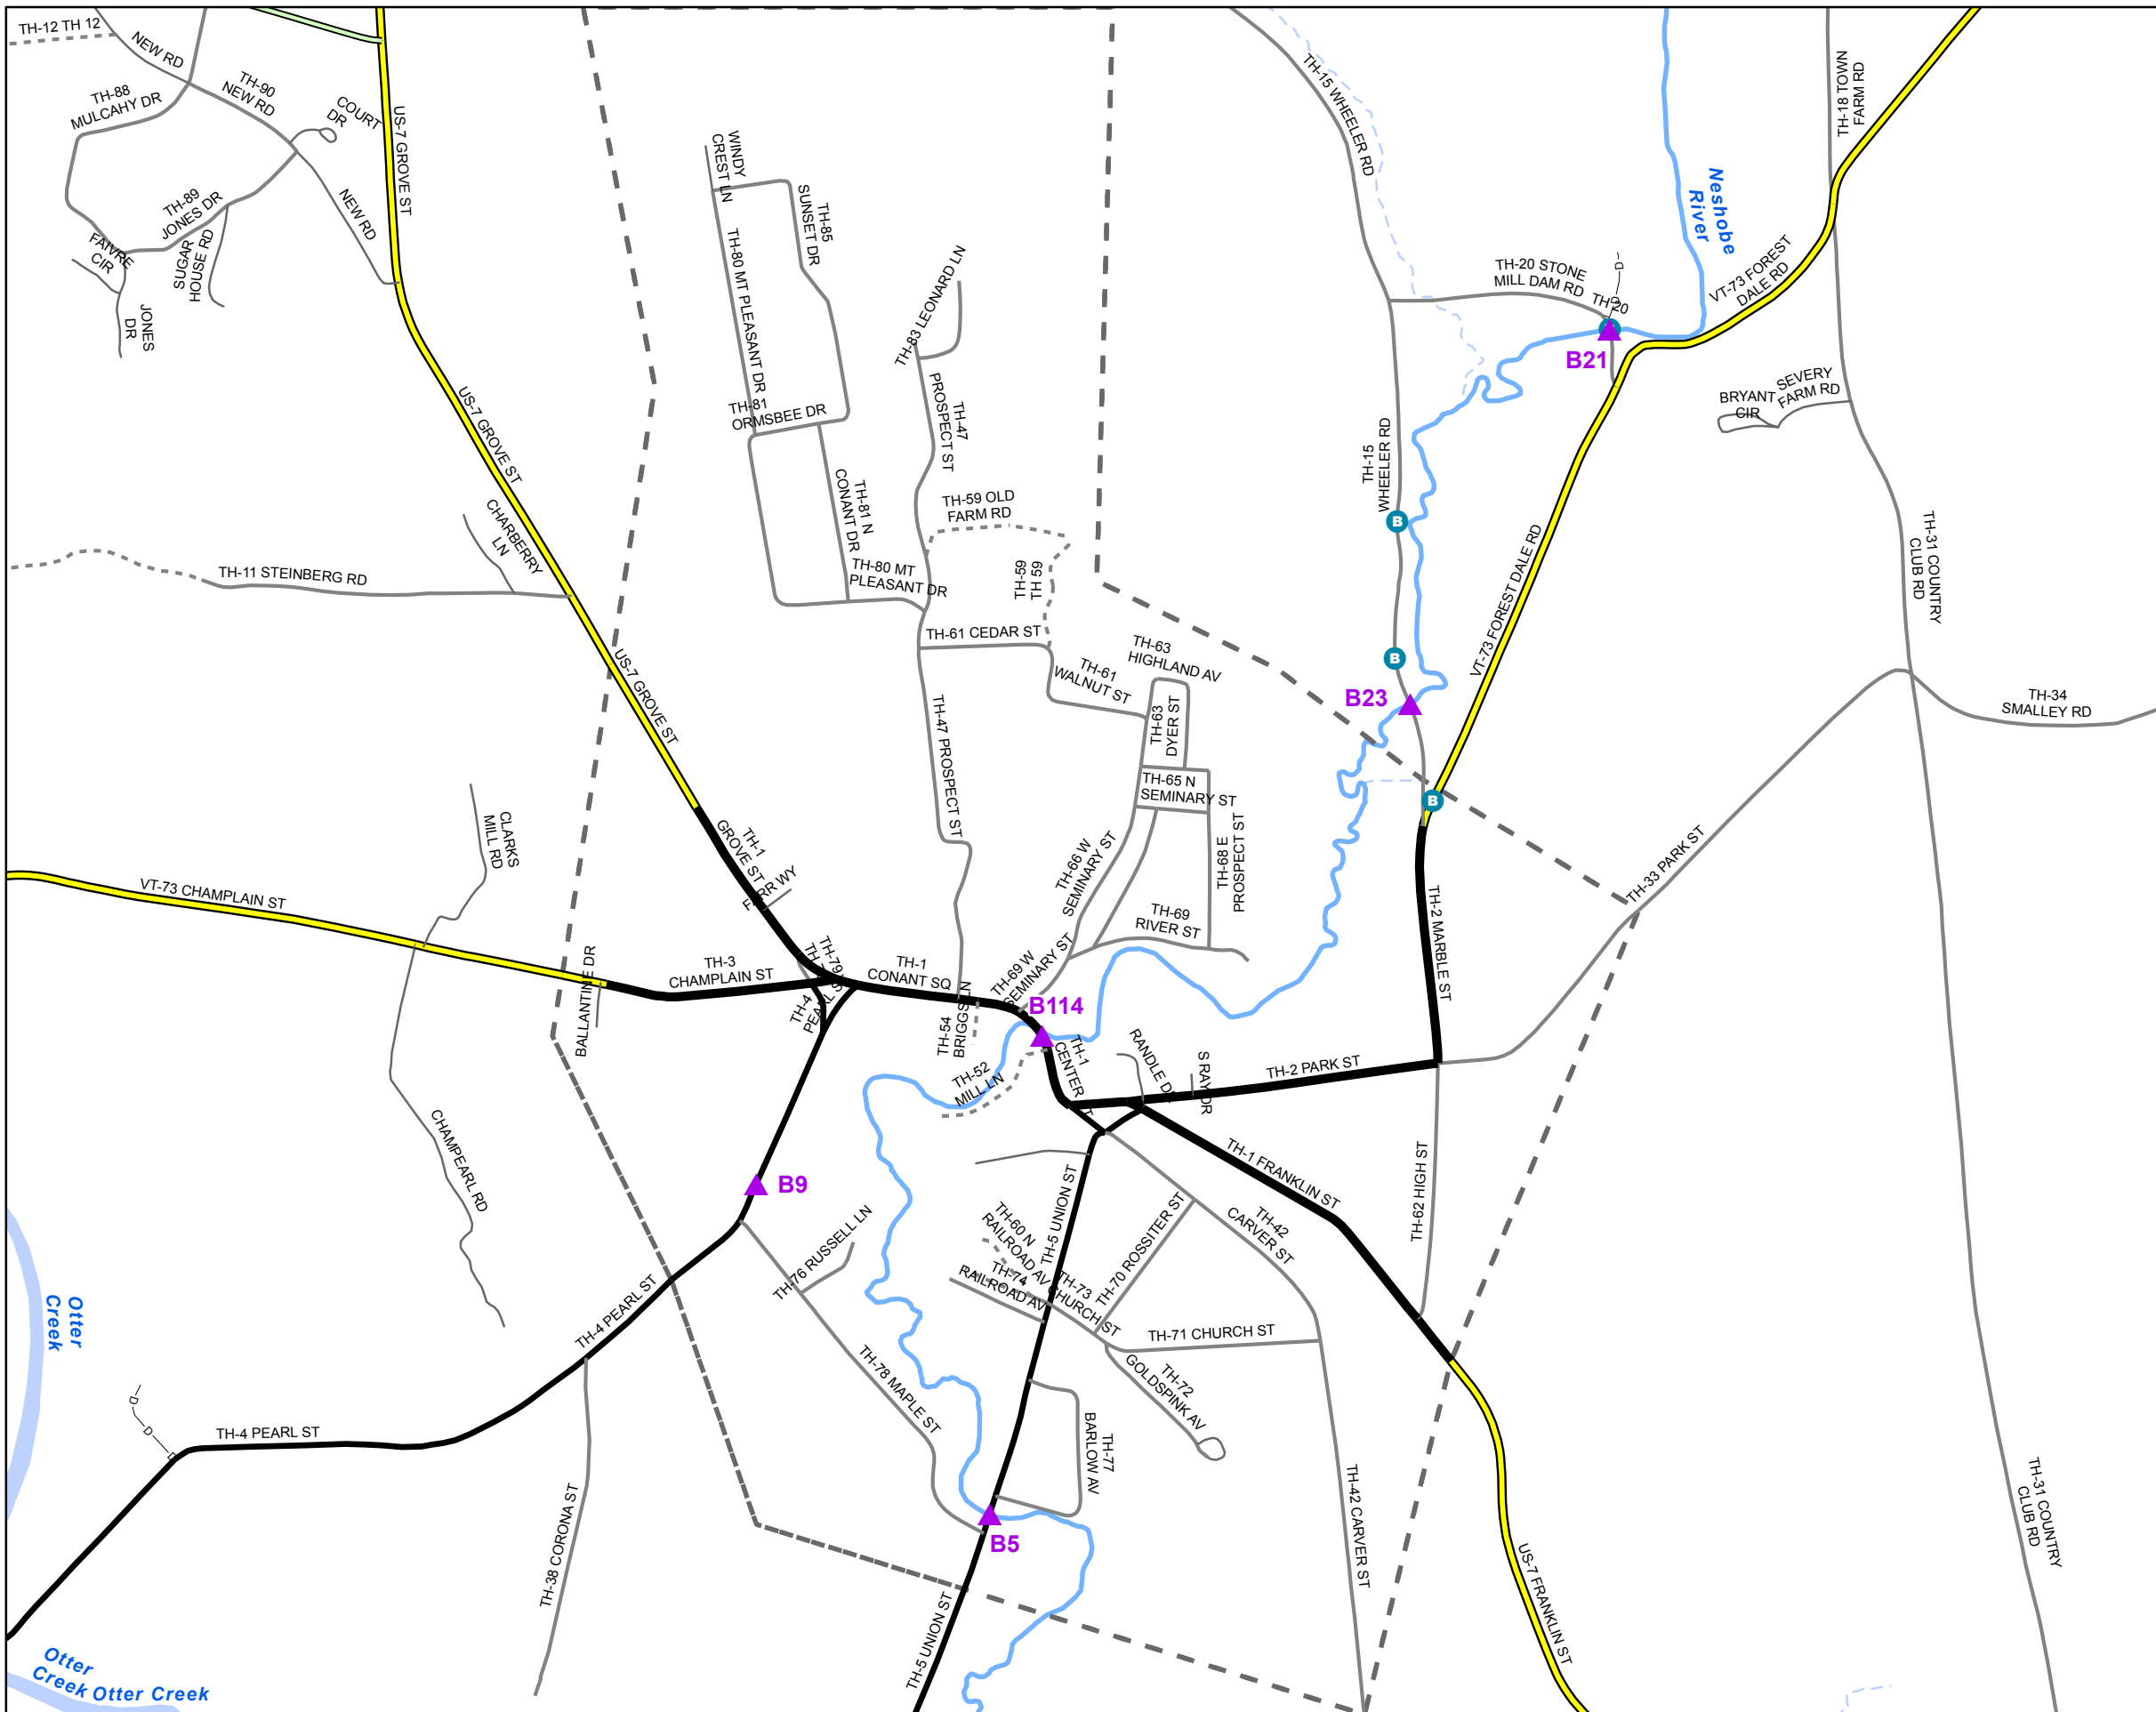 TH-12 TH 12
NEW RD
TH-90
NEW RD
COURT
DR
TH-88
MULCAHY DR
TH-89
JONES DR
NEW RD
FAIVRE
CIR
SUGAR
HOUSE RD
JONES
DR
US-7 GROVE ST
US-7 GROVE ST
US-7 GROVE ST
WINDY
CREST LN
TH-85
SUNSET DR
TH-80 MT PLEASANT DR
TH-83 LEONARD LN
TH-81
ORMSBEE DR
TH-47
PROSPECT ST
TH-81 N
CONANT DR
TH-59 OLD
FARM RD
TH-59
TH 59
TH-80 MT
PLEASANT DR
TH-15 WHEELER RD
TH-18 TOWN
FARM RD
Neshobe
River
TH-20 STONE
MILL DAM RD
TH-20
D
D
B21
VT-73 FOREST
DALE RD
BRYANT
CIR
SEVERY
FARM RD
TH-15
WHEELER RD
B
B
B
VT-73 FOREST DALE RD
TH-31 COUNTRY
CLUB RD
CHARBERRY
LN
TH-11 STEINBERG RD
TH-61 CEDAR ST
TH-61
WALNUT ST
TH-63
HIGHLAND AV
TH-63
DYER ST
B23
TH-34
SMALLEY RD
TH-47 PROSPECT ST
TH-65 N
SEMINARY ST
TH-66 W
SEMINARY ST
TH-68 E
PROSPECT ST
TH-69
RIVER ST
TH-33 PARK ST
TH-2 MARBLE ST
CLARKS
MILL RD
VT-73 CHAMPLAIN ST
BALLANTINE DR
TH-1
GROVE ST
TH-3
CHAMPLAIN ST
TH-79
TH-4
PEARL ST
TH-1
CONANT SQ
TH-54
BRIGGS LN
TH-69 W
SEMINARY ST
B114
TH-52
MILL LN
TH-1
CENTER ST
RANDLE DR
S RAY DR
TH-2 PARK ST
CHAMPEARL RD
B9
TH-76 RUSSELL LN
TH-60 N
RAILROAD AV
TH-5 UNION ST
TH-74
RAILROAD AV
TH-73
CHURCH ST
TH-70 ROSSITER ST
TH-42
CARVER ST
TH-1 FRANKLIN ST
TH-62 HIGH ST
TH-71 CHURCH ST
TH-72
GOLDSPINK AV
TH-4 PEARL ST
TH-78 MAPLE ST
TH-77
BARLOW AV
Otter
Creek
D
D
D
TH-4 PEARL ST
TH-38 CORONA ST
B5
TH-42 CARVER ST
TH-5 UNION ST
US-7 FRANKLIN ST
TH-31 COUNTRY
CLUB RD
Otter
Creek
Otter Creek